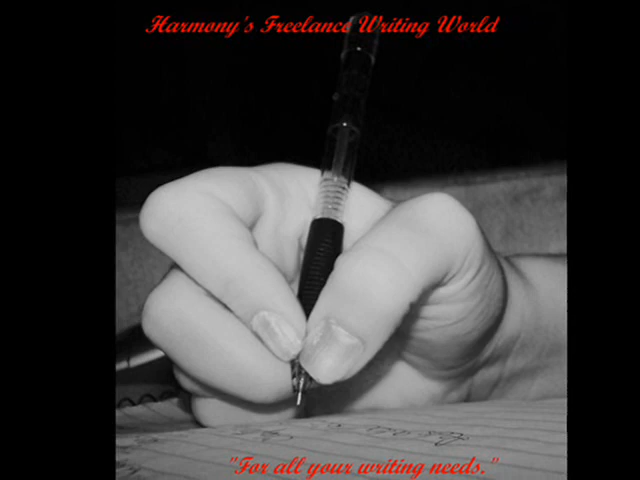 Harmony's Freelance Writing World
"For all your writing needs."